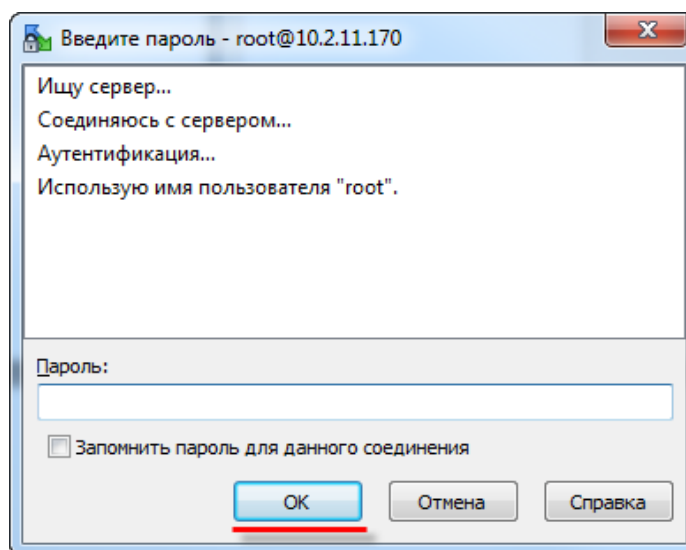 Введите пароль - root@10.2.11.170
Ищу сервер...
Соединяюсь с сервером...
Аутентификация...
Использую имя пользователя "root".
Пароль:
Запомнить пароль для данного соединения
OK Отмена Справка